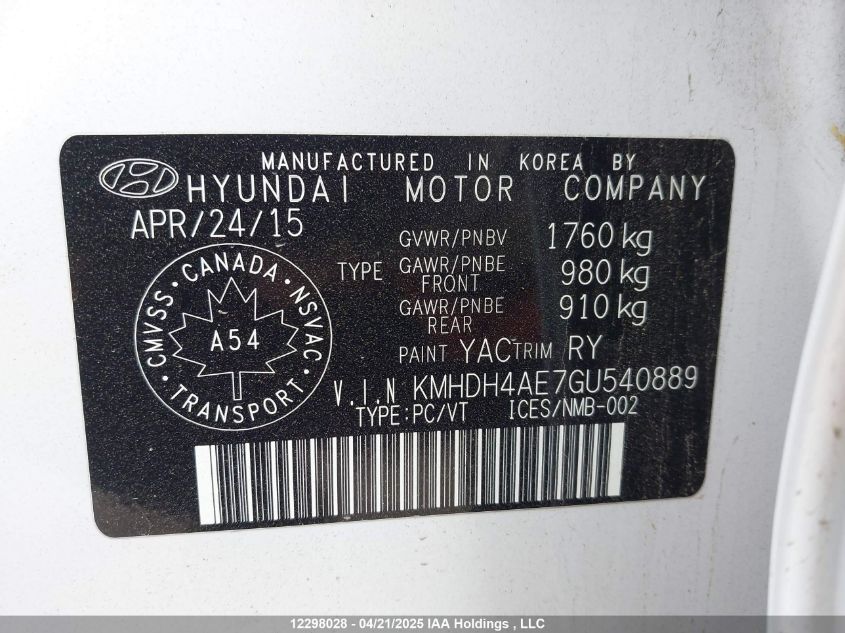 MANUFACTURED IN KOREA BY
HYUNDAI MOTOR COMPANY
APR/24/15
GVWR/PNBV 1760 kg
TYPE GAWR/PNBE FRONT 980 kg
GAWR/PNBE REAR 910 kg
PAINT YAC TRIM RY
CMVSS · CANADA · NSVAC · TRANSPORT ·
A54
V.I.N KMHDH4AE7GU540889
TYPE:PC/VT ICES/NMB-002
12298028 - 04/21/2025 IAA Holdings , LLC